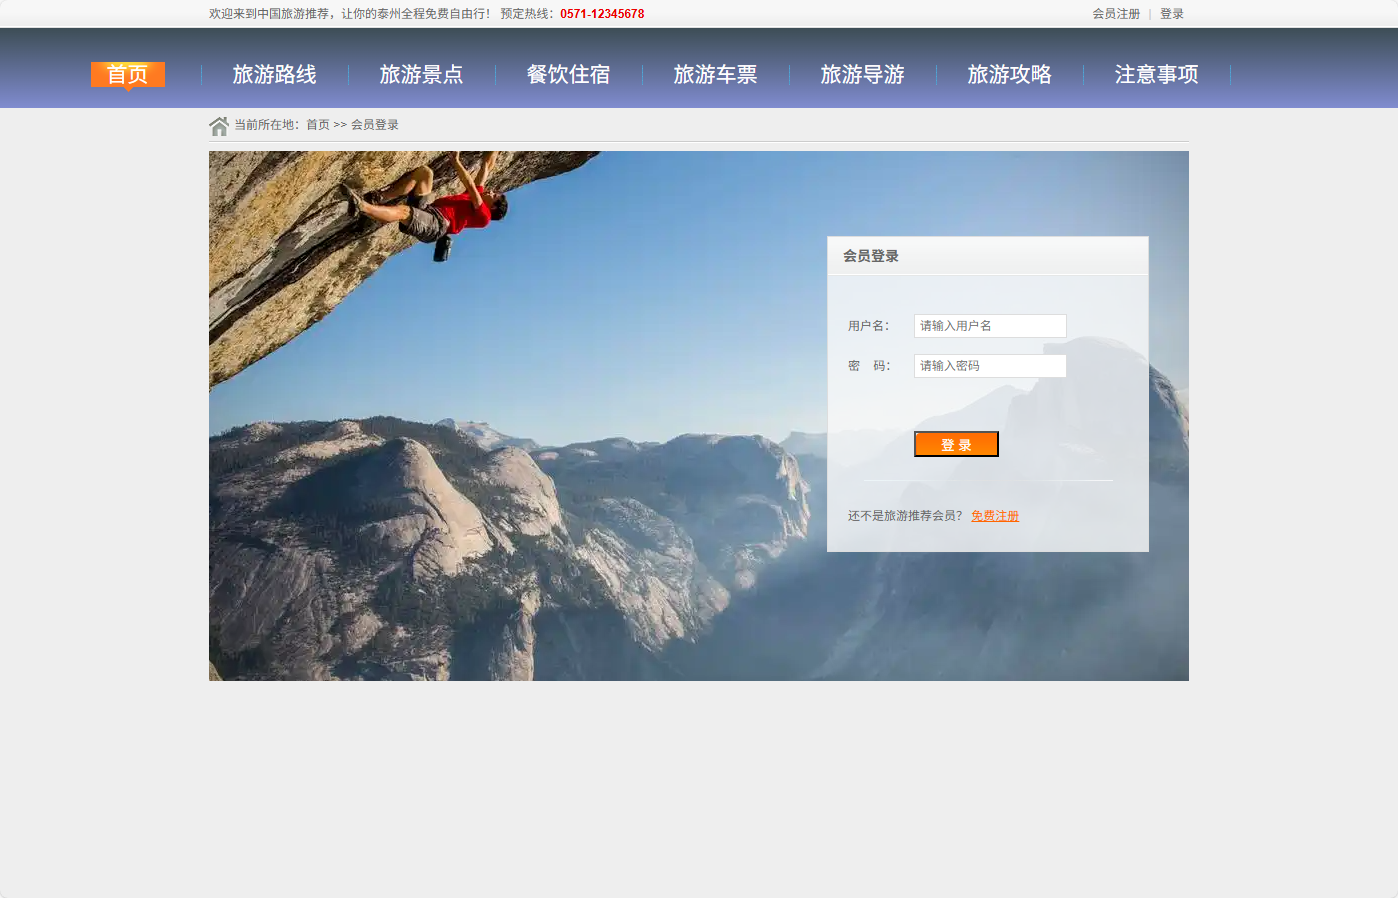 欢迎来到中国旅游推荐，让你的泰州全程免费自由行！ 预定热线：0571-12345678 会员注册 | 登录
首页 旅游路线 旅游景点 餐饮住宿 旅游车票 旅游导游 旅游攻略 注意事项
当前所在地：首页 >> 会员登录
会员登录
用户名： 请输入用户名
密 码： 请输入密码
登 录
还不是旅游推荐会员？ 免费注册